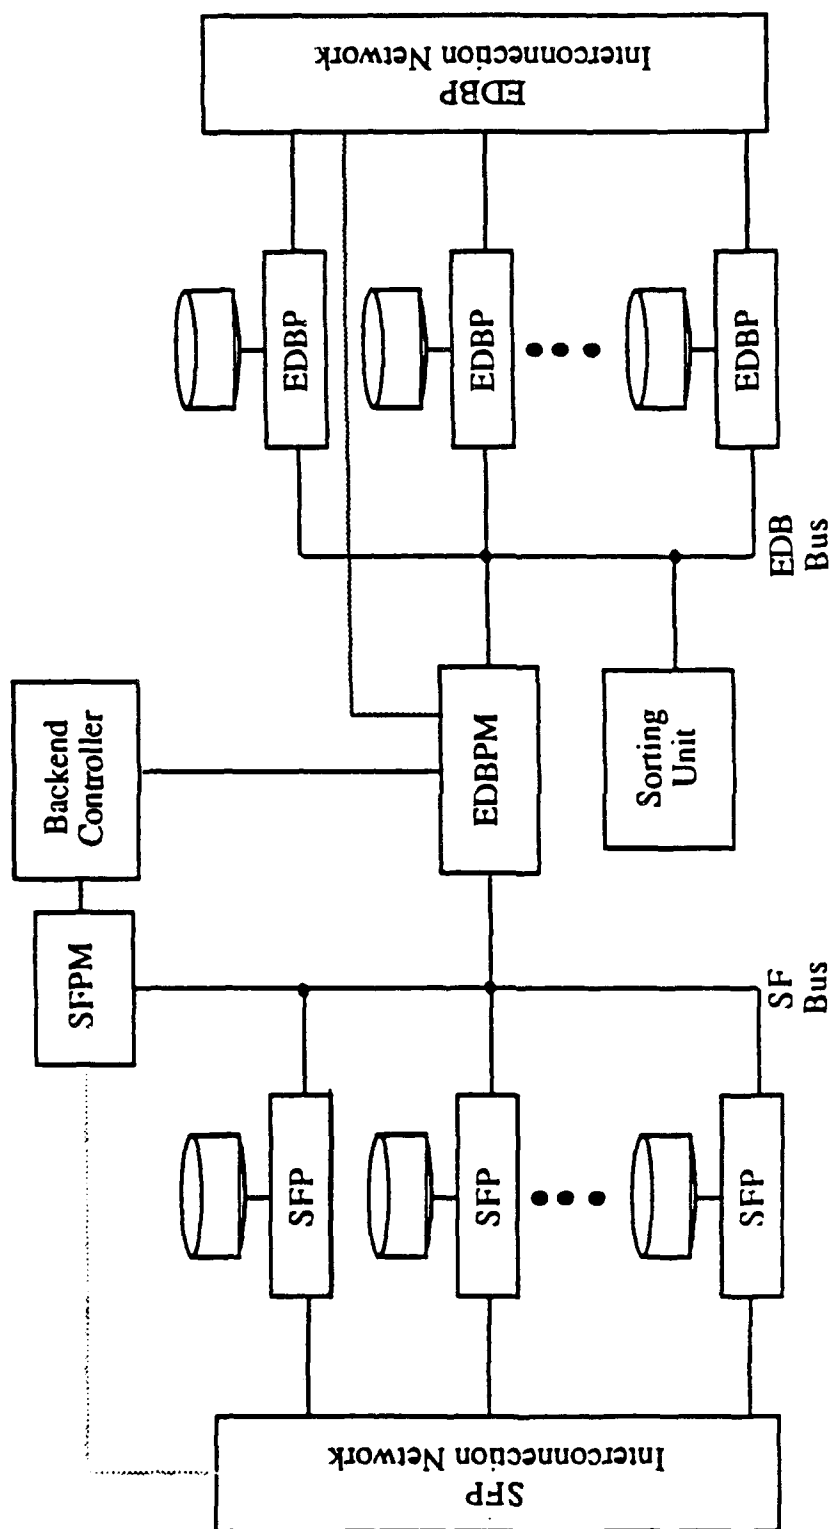 EDBP
Interconnection Network
EDBP
EDBP
EDBP
EDB
Bus
Backend
Controller
EDBPM
Sorting
Unit
SFPM
SF
Bus
SFP
SFP
SFP
SFP
Interconnection Network